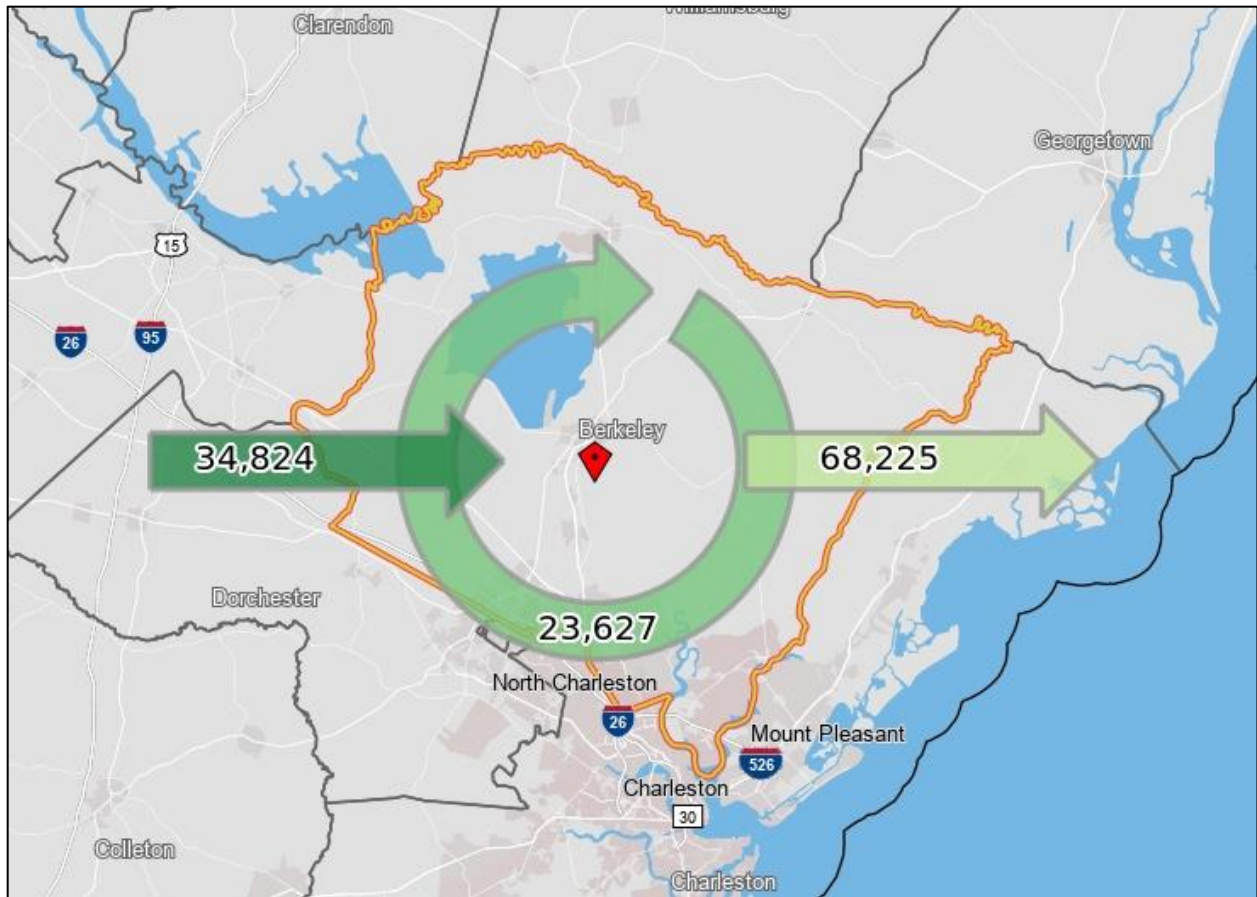 Williamsburg
Clarendon
Georgetown
15
26
95
Berkeley
34,824
68,225
Dorchester
23,627
North Charleston
26
Mount Pleasant
526
Charleston
30
Colleton
Charleston